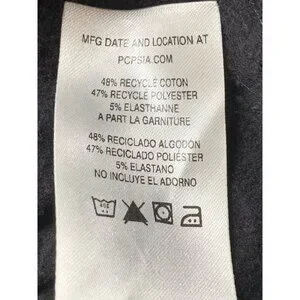 MFG DATE AND LOCATION AT
PCPSIA.COM
48% RECYCLE COTON
47% RECYCLE POLYESTER
5% ELASTHANNE
A PART LA GARNITURE
48% RECICLADO ALGODON
47% RECICLADO POLIÉSTER
5% ELASTANO
NO INCLUYE EL ADORNO